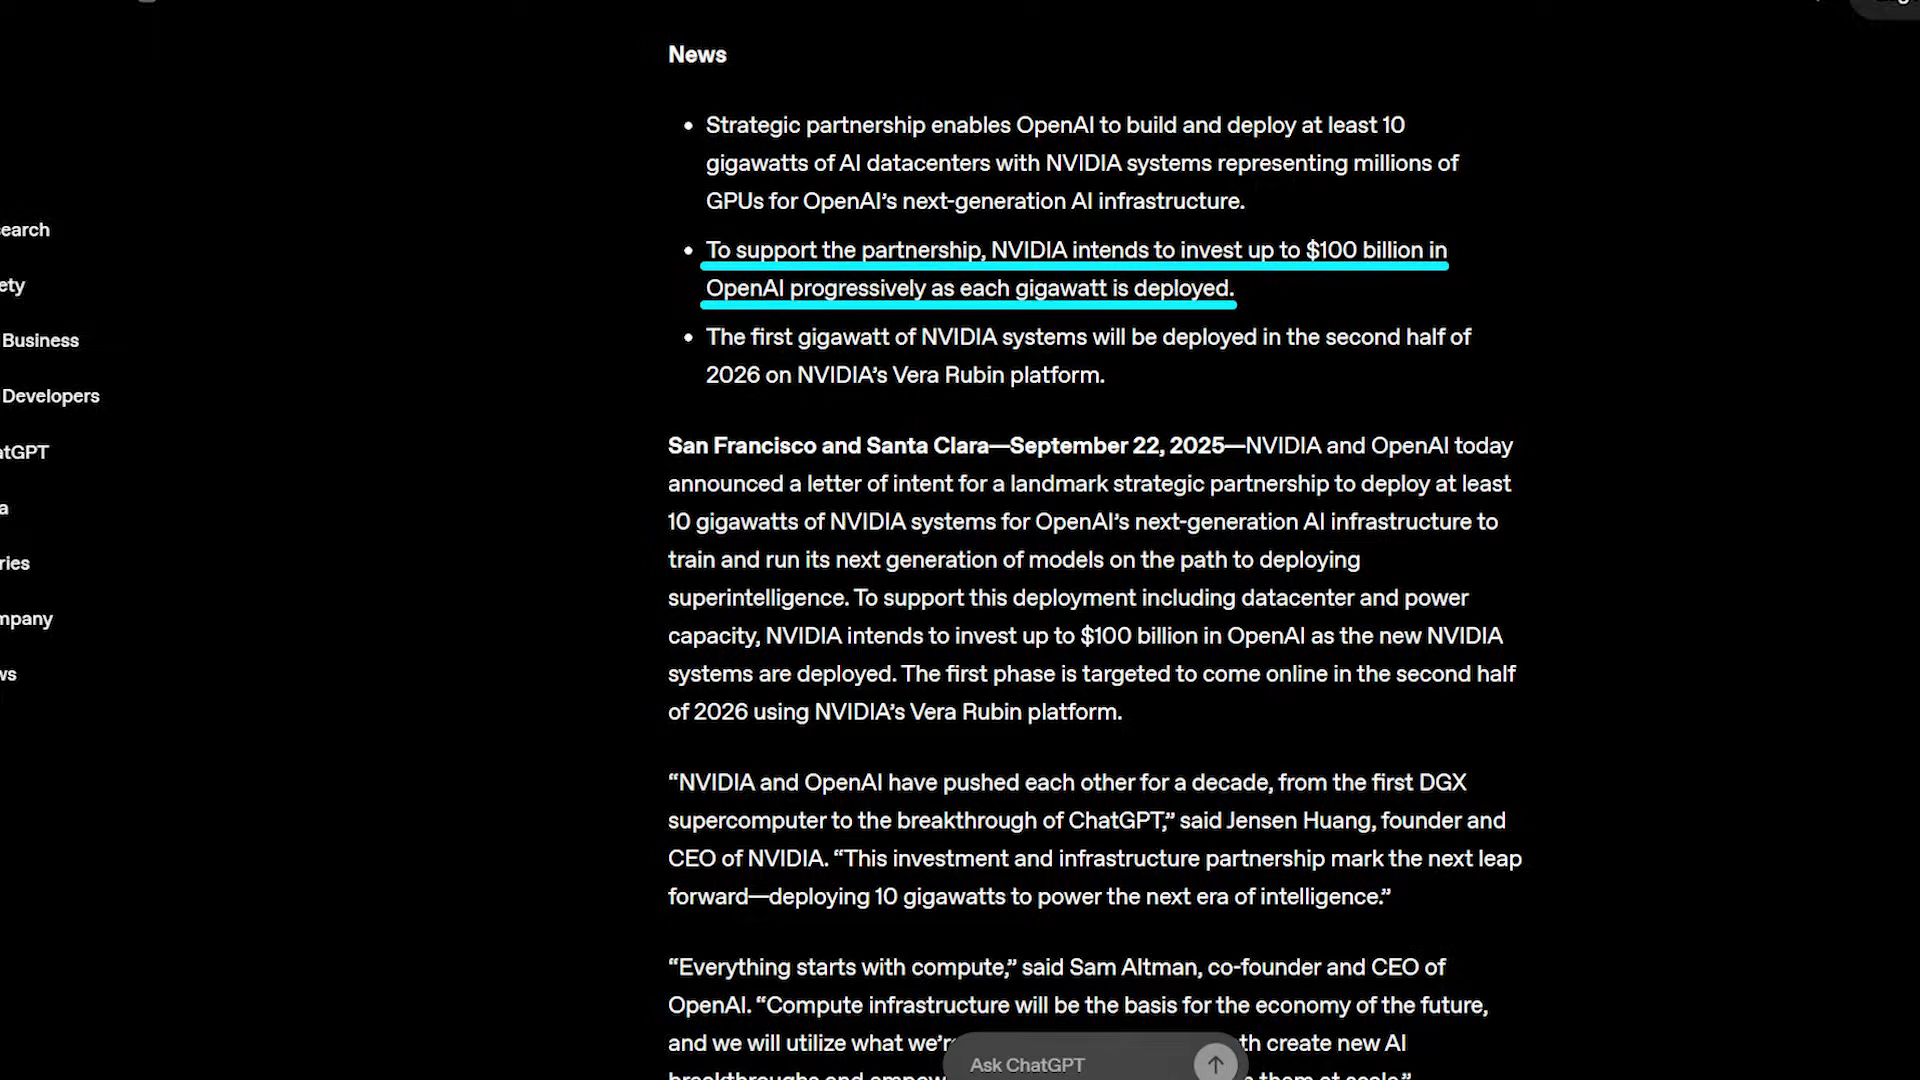 News
Strategic partnership enables OpenAI to build and deploy at least 10
gigawatts of AI datacenters with NVIDIA systems representing millions of
GPUs for OpenAI’s next-generation AI infrastructure.
To support the partnership, NVIDIA intends to invest up to $100 billion in
OpenAI progressively as each gigawatt is deployed.
The first gigawatt of NVIDIA systems will be deployed in the second half of
2026 on NVIDIA’s Vera Rubin platform.
San Francisco and Santa Clara—September 22, 2025—NVIDIA and OpenAI today
announced a letter of intent for a landmark strategic partnership to deploy at least
10 gigawatts of NVIDIA systems for OpenAI’s next-generation AI infrastructure to
train and run its next generation of models on the path to deploying
superintelligence. To support this deployment including datacenter and power
capacity, NVIDIA intends to invest up to $100 billion in OpenAI as the new NVIDIA
systems are deployed. The first phase is targeted to come online in the second half
of 2026 using NVIDIA’s Vera Rubin platform.
“NVIDIA and OpenAI have pushed each other for a decade, from the first DGX
supercomputer to the breakthrough of ChatGPT,” said Jensen Huang, founder and
CEO of NVIDIA. “This investment and infrastructure partnership mark the next leap
forward—deploying 10 gigawatts to power the next era of intelligence.”
“Everything starts with compute,” said Sam Altman, co-founder and CEO of
OpenAI. “Compute infrastructure will be the basis for the economy of the future,
and we will utilize what we’r th create new AI
them at scale.”
earch
ety
Business
Developers
atGPT
a
ries
mpany
ws
Ask ChatGPT